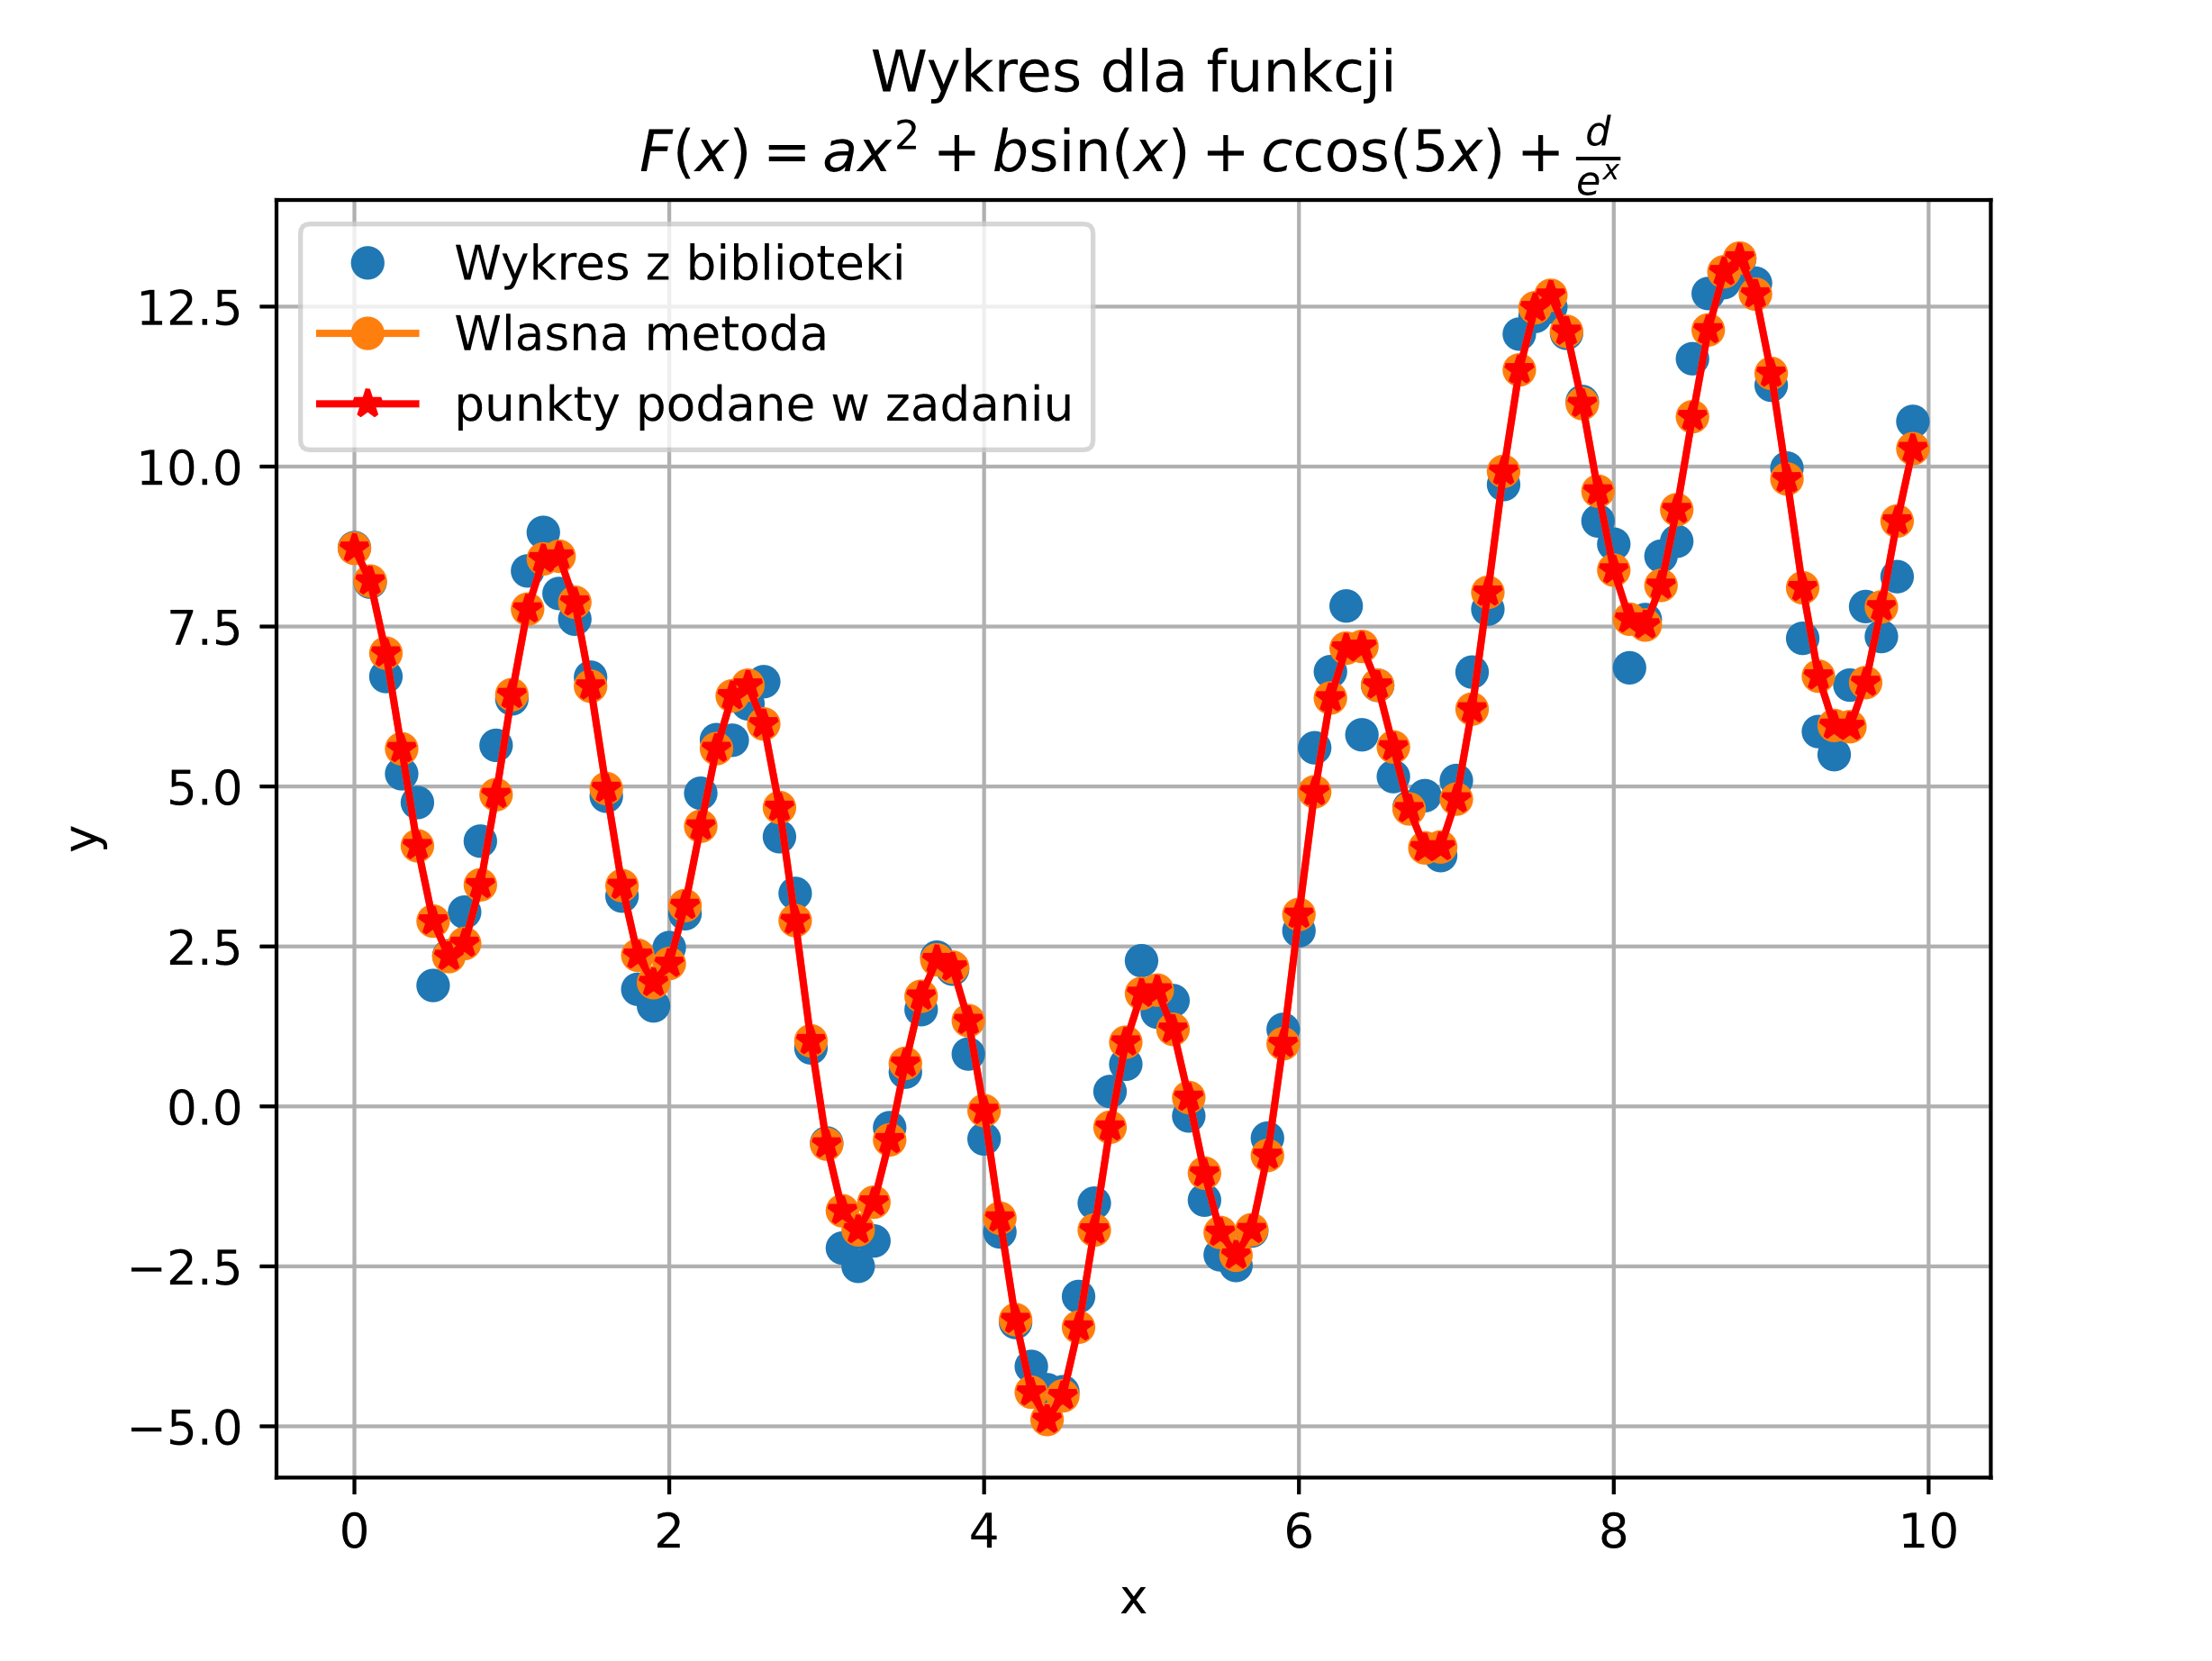 Wykres dla funkcji
F(x) = ax² + bsin(x) + ccos(5x) + d/eˣ
Wykres z biblioteki
Wlasna metoda
punkty podane w zadaniu
12.5
10.0
7.5
5.0
2.5
0.0
−2.5
−5.0
y
0 2 4 6 8 10
x